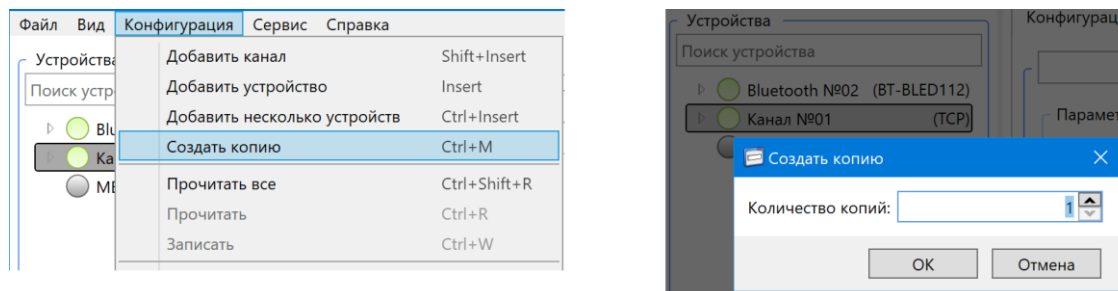 Файл Вид Конфигурация Сервис Справка
Устройства
Поиск устр
Добавить канал Shift+Insert
Добавить устройство Insert
Добавить несколько устройств Ctrl+Insert
Создать копию Ctrl+M
Прочитать все Ctrl+Shift+R
Прочитать Ctrl+R
Записать Ctrl+W
Blu
Ка
МЕ
Устройства
Поиск устройства
Bluetooth №02 (BT-BLED112)
Канал №01 (TCP)
Конфигурац
Парамет
Создать копию
Количество копий: 1
OK Отмена